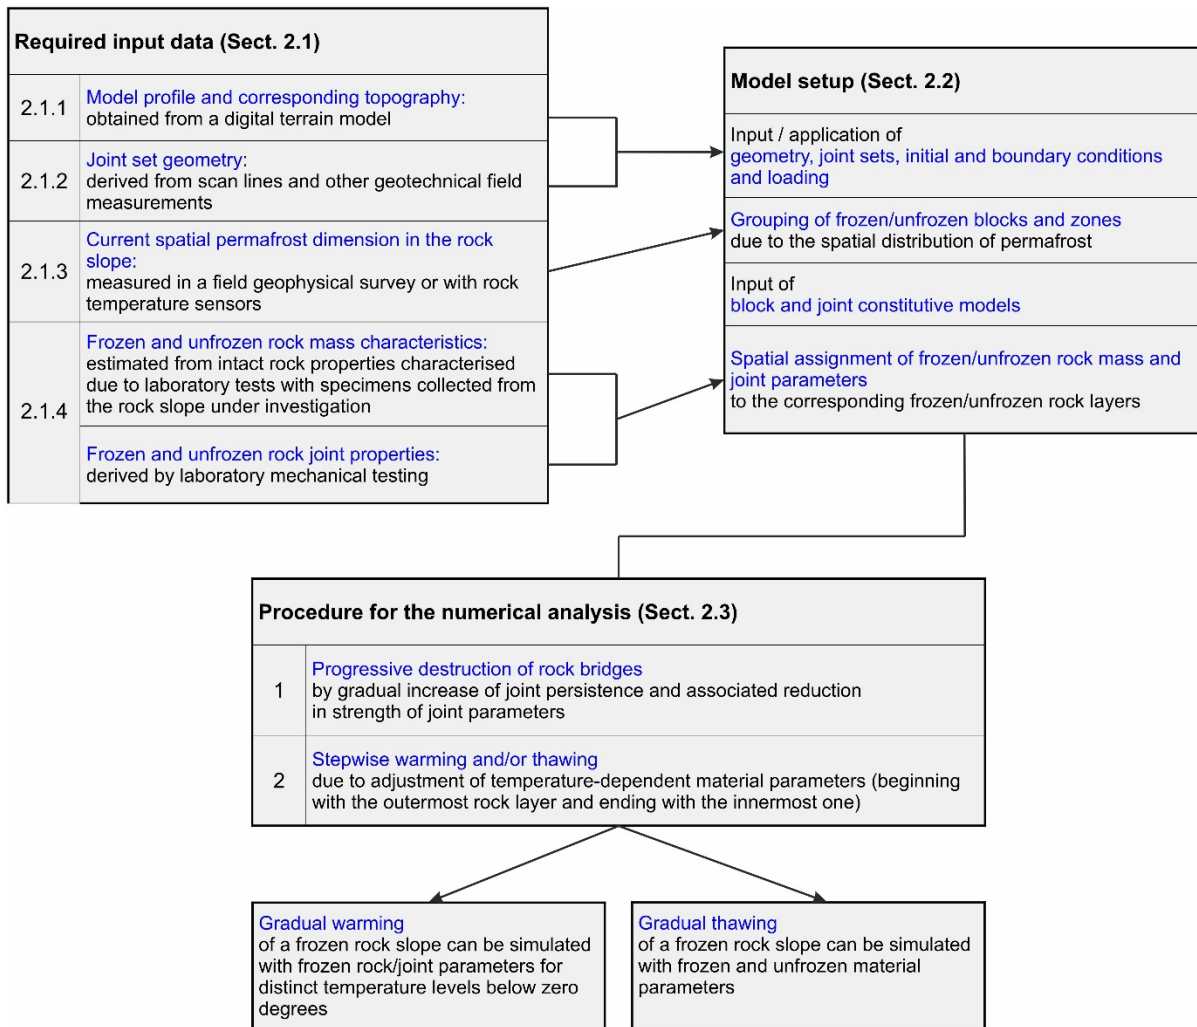 Required input data (Sect. 2.1)
2.1.1
Model profile and corresponding topography:
obtained from a digital terrain model
2.1.2
Joint set geometry:
derived from scan lines and other geotechnical field
measurements
2.1.3
Current spatial permafrost dimension in the rock
slope:
measured in a field geophysical survey or with rock
temperature sensors
2.1.4
Frozen and unfrozen rock mass characteristics:
estimated from intact rock properties characterised
due to laboratory tests with specimens collected from
the rock slope under investigation
Frozen and unfrozen rock joint properties:
derived by laboratory mechanical testing
Model setup (Sect. 2.2)
Input / application of
geometry, joint sets, initial and boundary conditions
and loading
Grouping of frozen/unfrozen blocks and zones
due to the spatial distribution of permafrost
Input of
block and joint constitutive models
Spatial assignment of frozen/unfrozen rock mass and
joint parameters
to the corresponding frozen/unfrozen rock layers
Procedure for the numerical analysis (Sect. 2.3)
1
Progressive destruction of rock bridges
by gradual increase of joint persistence and associated reduction
in strength of joint parameters
2
Stepwise warming and/or thawing
due to adjustment of temperature-dependent material parameters (beginning
with the outermost rock layer and ending with the innermost one)
Gradual warming
of a frozen rock slope can be simulated
with frozen rock/joint parameters for
distinct temperature levels below zero
degrees
Gradual thawing
of a frozen rock slope can be simulated
with frozen and unfrozen material
parameters